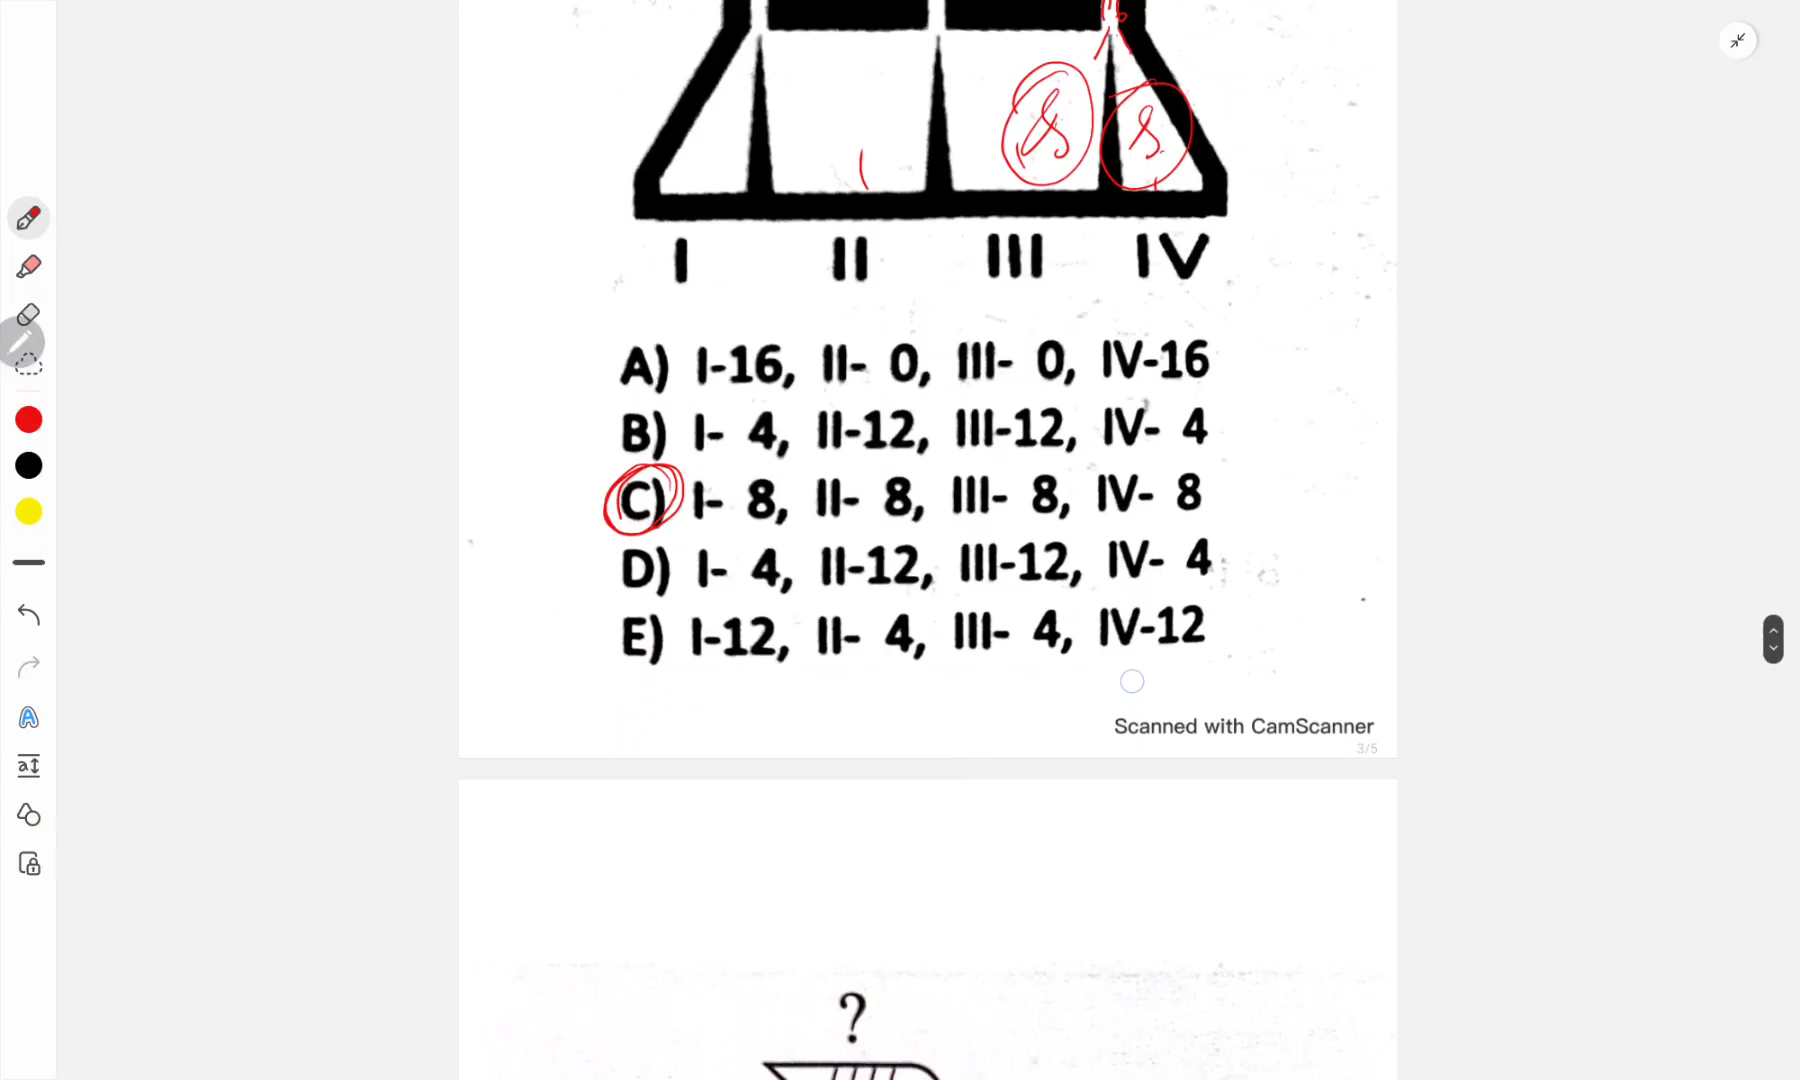 8 8
I II III IV
A) I-16, II- 0, III- 0, IV-16
B) I- 4, II-12, III-12, IV- 4
C) I- 8, II- 8, III- 8, IV- 8
D) I- 4, II-12, III-12, IV- 4
E) I-12, II- 4, III- 4, IV-12
Scanned with CamScanner
3/5
?